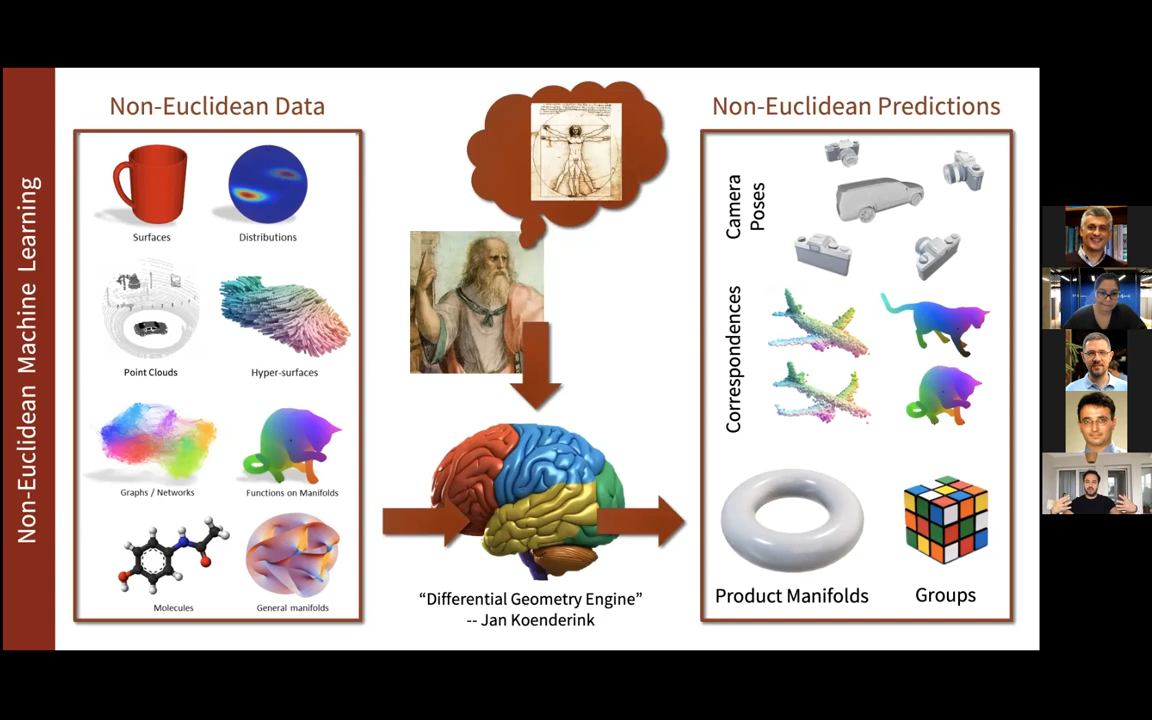 Non-Euclidean Machine Learning
Non-Euclidean Data
Surfaces
Distributions
Point Clouds
Hyper-surfaces
Graphs / Networks
Functions on Manifolds
Molecules
General manifolds
“Differential Geometry Engine”
-- Jan Koenderink
Non-Euclidean Predictions
Camera
Poses
Correspondences
Product Manifolds
Groups